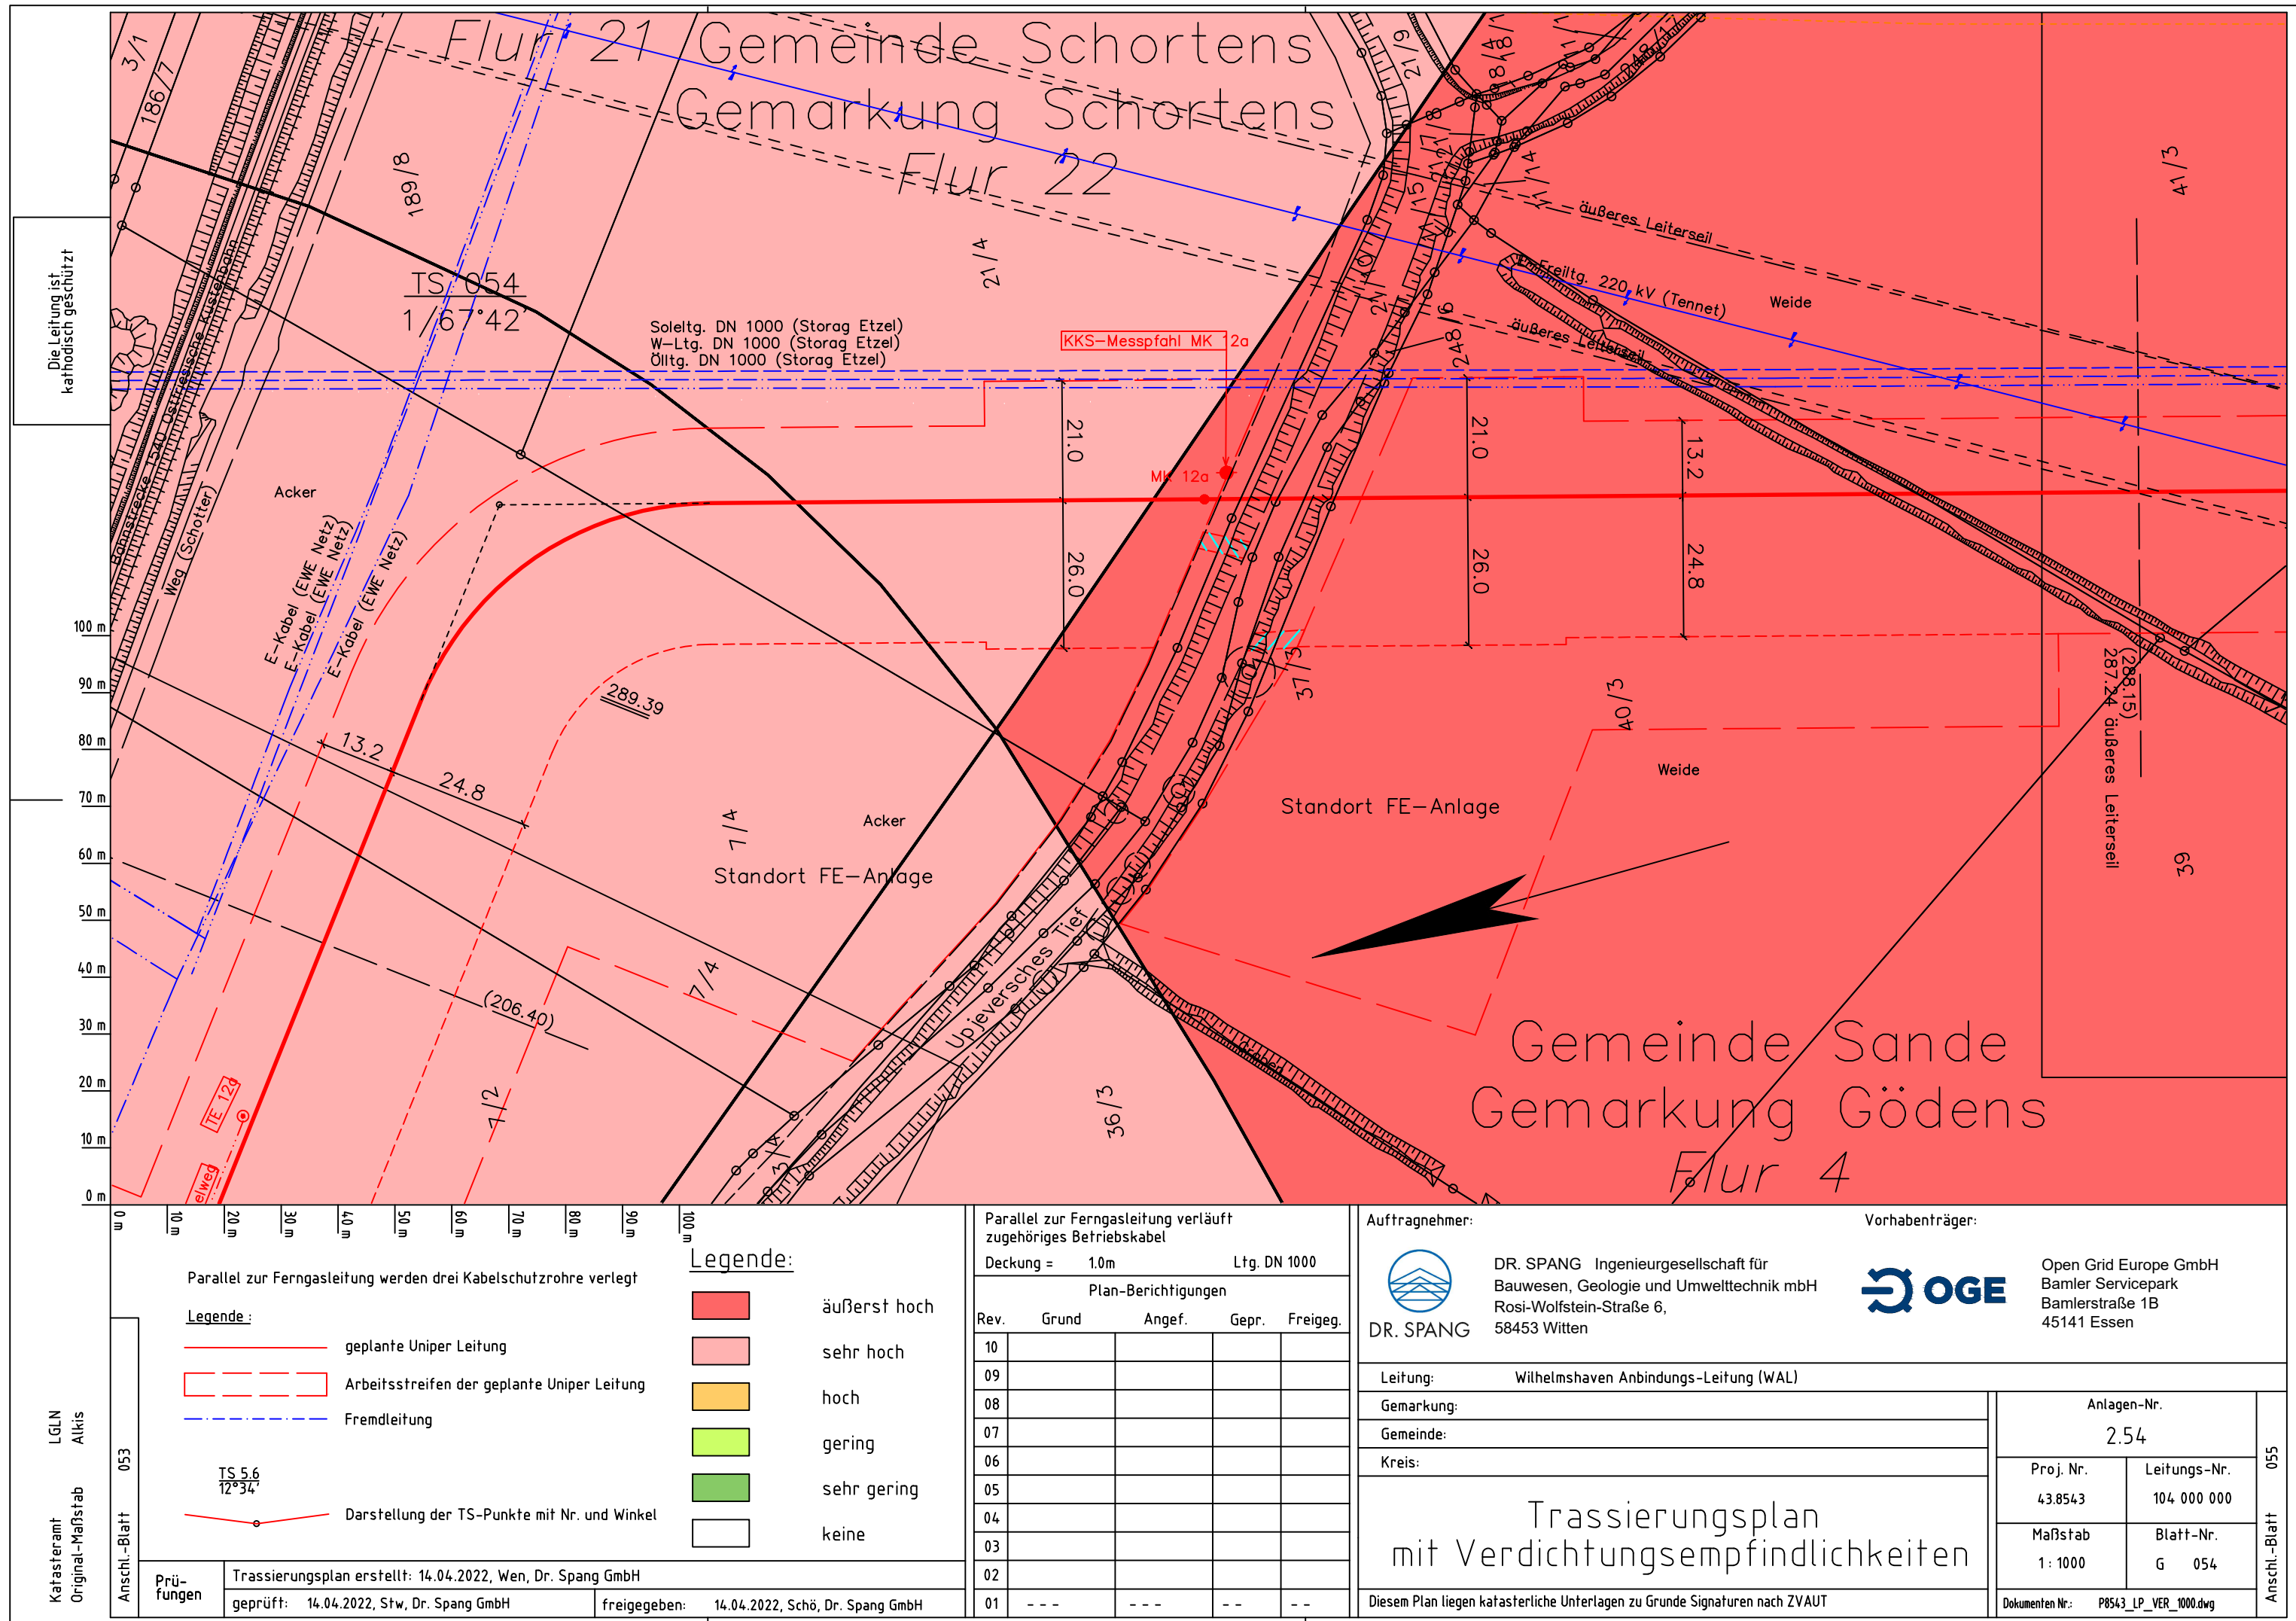 Flur 21 Gemeinde Schortens
Gemarkung Schortens
Flur 22
3/1
186/7
189/8
21/4
21/9
41/3
TS 054
1/67°42'
Die Leitung ist
kathodisch geschützt
Soleltg. DN 1000 (Storag Etzel)
W-Ltg. DN 1000 (Storag Etzel)
Ölltg. DN 1000 (Storag Etzel)
KKS-Messpfahl MK 12a
MK 12a
äußeres Leiterseil
E-Freiltg. 220 kV (Tennet)
äußeres Leiterseil
Weide
248/6
Bahnstrecke 1540 Ostfriesische Küstenbahn
Weg (Schotter)
Acker
E-Kabel (EWE Netz)
E-Kabel (EWE Netz)
E-Kabel (EWE Netz)
21.0
26.0
21.0
26.0
13.2
24.8
13.2
24.8
289.39
37/3
40/3
(288.15)
287.24 äußeres Leiterseil
39
Weide
Standort FE-Anlage
7/4
Acker
Standort FE-Anlage
7/4
(206.40)
7/2
Upjeversches Tief
36/3
3/14
Graben
TE 12a
elweg
Gemeinde Sande
Gemarkung Gödens
Flur 4
100 m
90 m
80 m
70 m
60 m
50 m
40 m
30 m
20 m
10 m
0 m
0 m
10 m
20 m
30 m
40 m
50 m
60 m
70 m
80 m
90 m
100 m
Parallel zur Ferngasleitung werden drei Kabelschutzrohre verlegt
Legende :
geplante Uniper Leitung
Arbeitsstreifen der geplante Uniper Leitung
Fremdleitung
TS 5.6
12°34'
Darstellung der TS-Punkte mit Nr. und Winkel
Legende:
äußerst hoch
sehr hoch
hoch
gering
sehr gering
keine
Katasteramt LGLN
Original-Maßstab Alkis
Anschl.-Blatt 053
Prü-
fungen
Trassierungsplan erstellt: 14.04.2022, Wen, Dr. Spang GmbH
geprüft: 14.04.2022, Stw, Dr. Spang GmbH
freigegeben: 14.04.2022, Schö, Dr. Spang GmbH
Parallel zur Ferngasleitung verläuft
zugehöriges Betriebskabel
Deckung = 1.0m Ltg. DN 1000
Plan-Berichtigungen
Rev. Grund Angef. Gepr. Freigeg.
10
09
08
07
06
05
04
03
02
01 --- --- -- --
Auftragnehmer:
DR. SPANG
DR. SPANG Ingenieurgesellschaft für
Bauwesen, Geologie und Umwelttechnik mbH
Rosi-Wolfstein-Straße 6,
58453 Witten
Vorhabenträger:
OGE
Open Grid Europe GmbH
Bamler Servicepark
Bamlerstraße 1B
45141 Essen
Leitung: Wilhelmshaven Anbindungs-Leitung (WAL)
Gemarkung:
Gemeinde:
Kreis:
Trassierungsplan
mit Verdichtungsempfindlichkeiten
Diesem Plan liegen katasterliche Unterlagen zu Grunde Signaturen nach ZVAUT
Anlagen-Nr.
2.54
Proj. Nr.
43.8543
Leitungs-Nr.
104 000 000
Maßstab
1 : 1000
Blatt-Nr.
G 054
Dokumenten Nr.: P8543_LP_VER_1000.dwg
Anschl.-Blatt 055